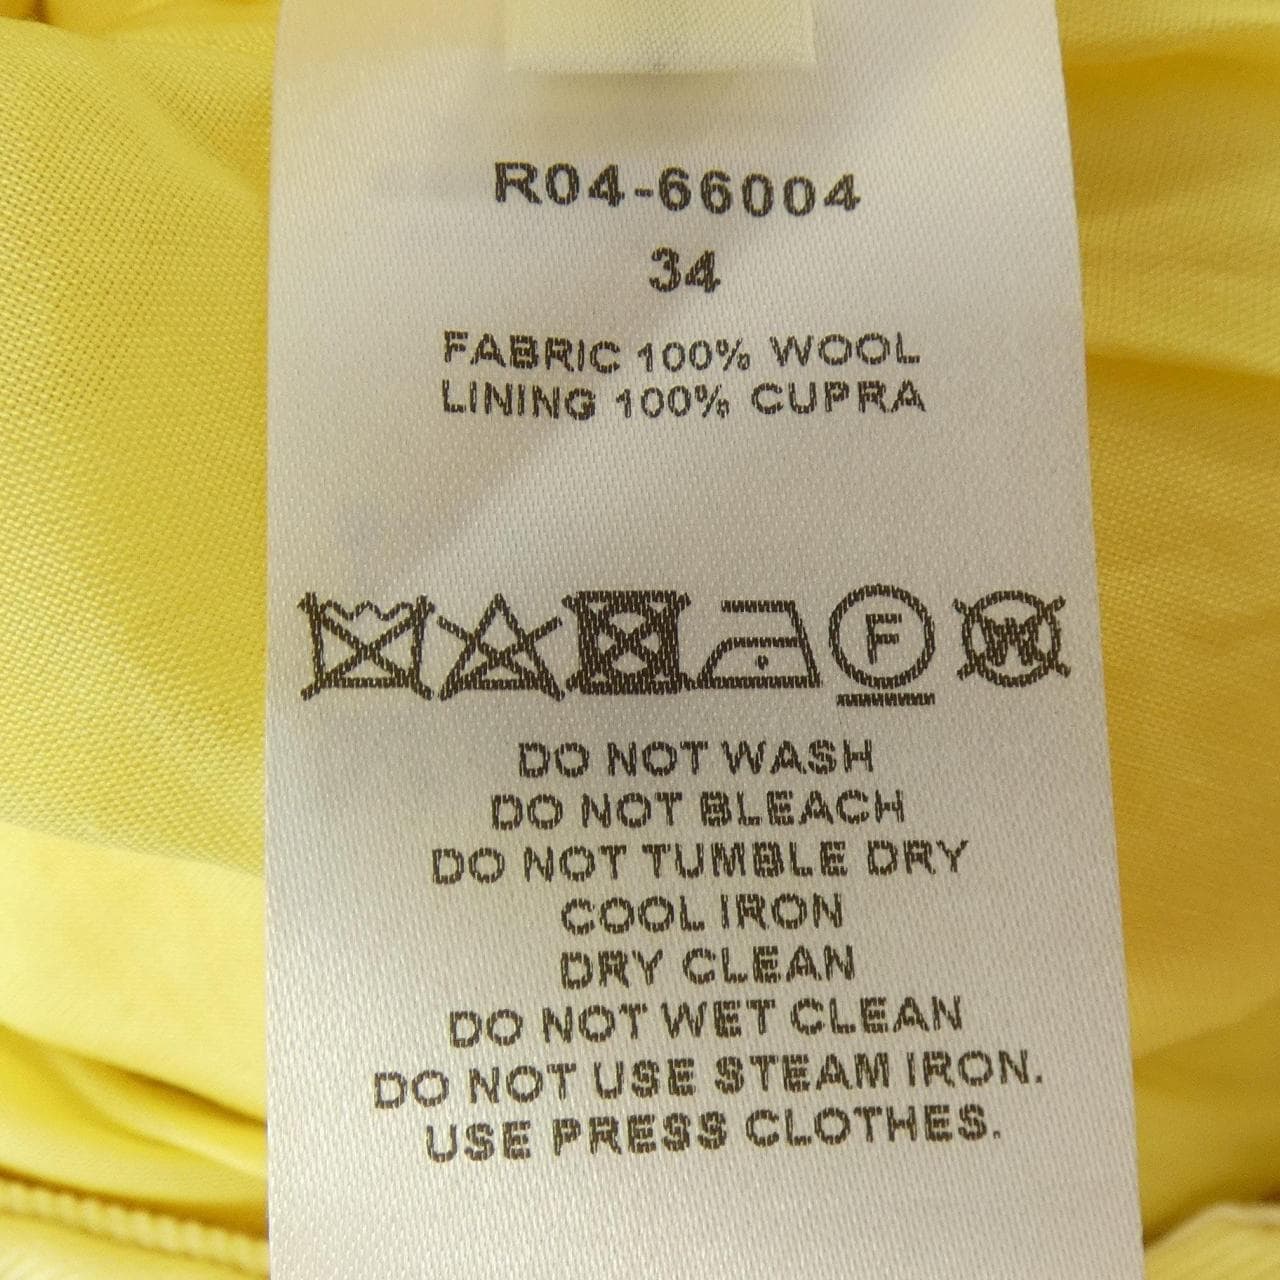 R04-66004
34
FABRIC 100% WOOL
LINING 100% CUPRA
F W
DO NOT WASH
DO NOT BLEACH
DO NOT TUMBLE DRY
COOL IRON
DRY CLEAN
DO NOT WET CLEAN
DO NOT USE STEAM IRON.
USE PRESS CLOTHES.